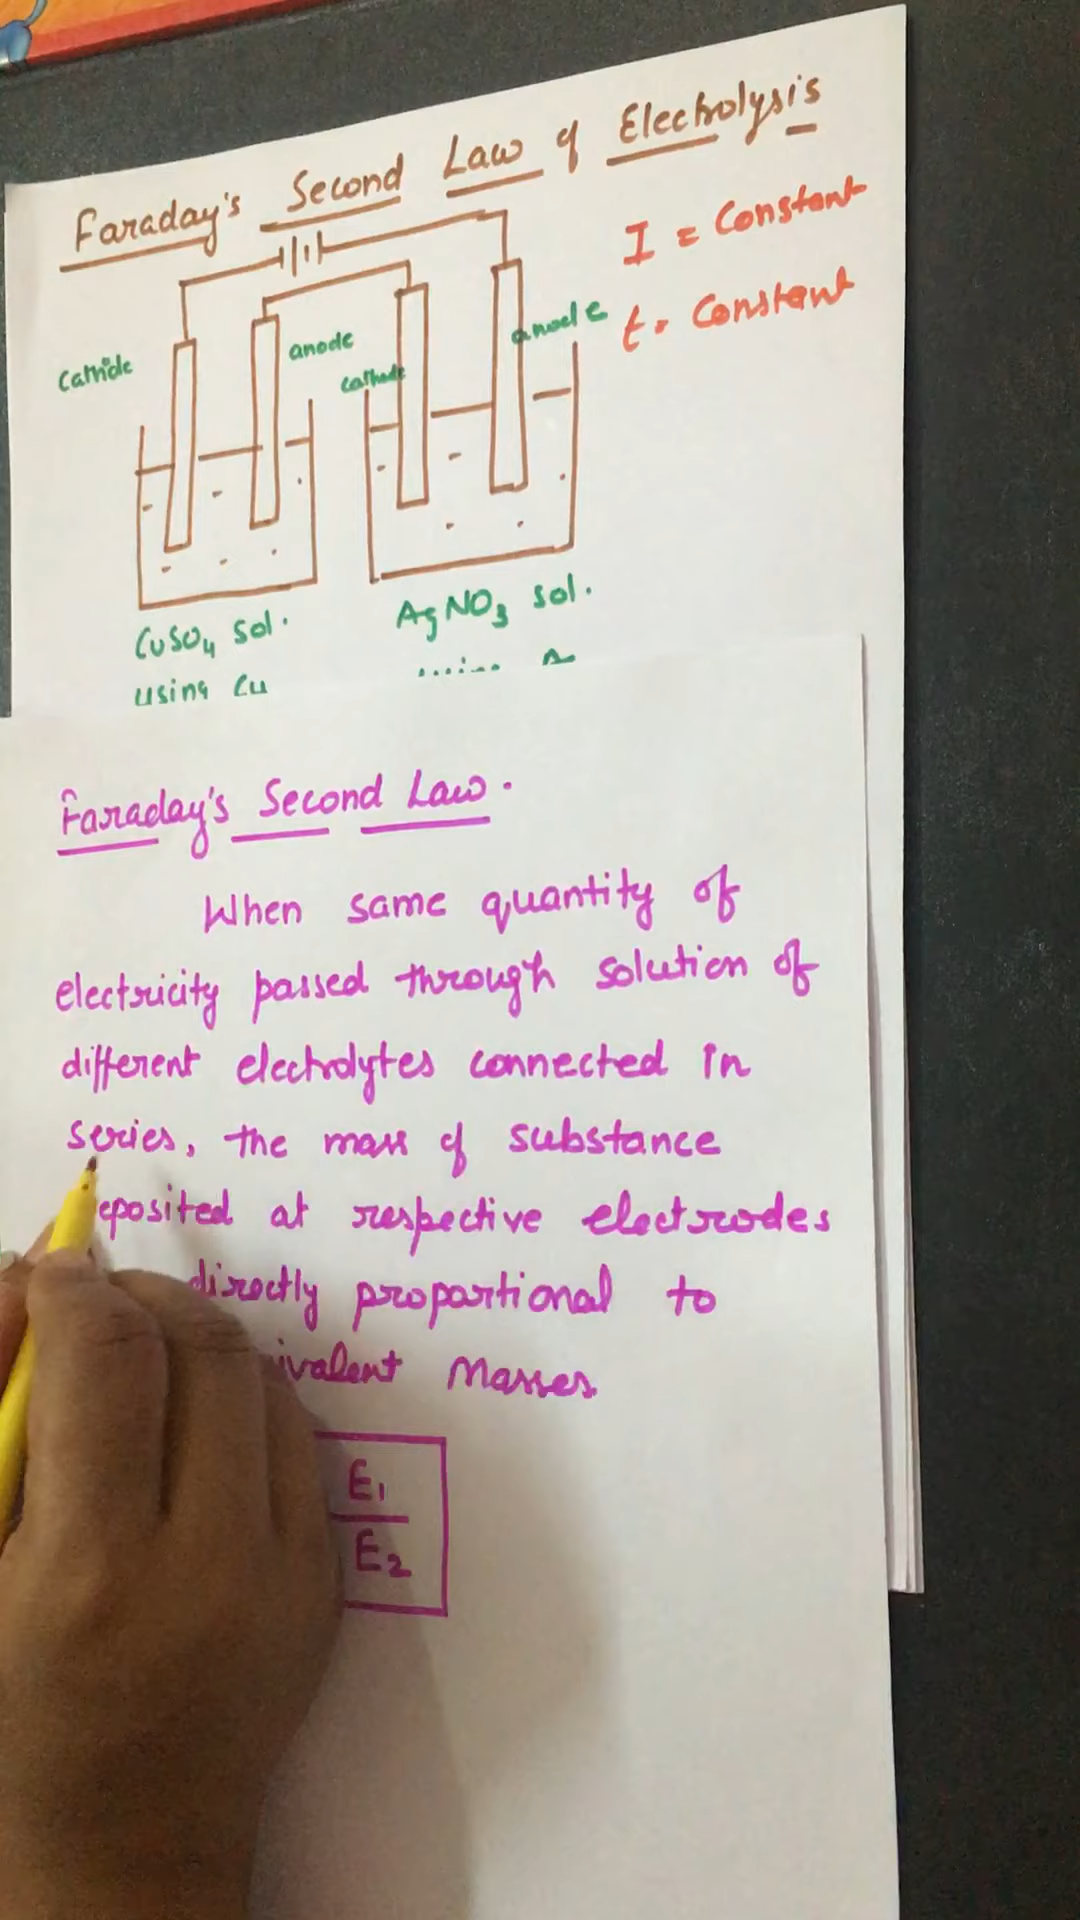 Faraday's Second Law of Electrolysis
I = Constant
t = Constant
Cathode
anode
cathode
anode
CuSO4 sol.
using Cu
AgNO3 sol.
Faraday's Second Law.
When same quantity of
electricity passed through solution of
different electrolytes connected in
series, the mass of substance
eposited at respective electrodes
directly proportional to
ivalent Masses
E1
E2